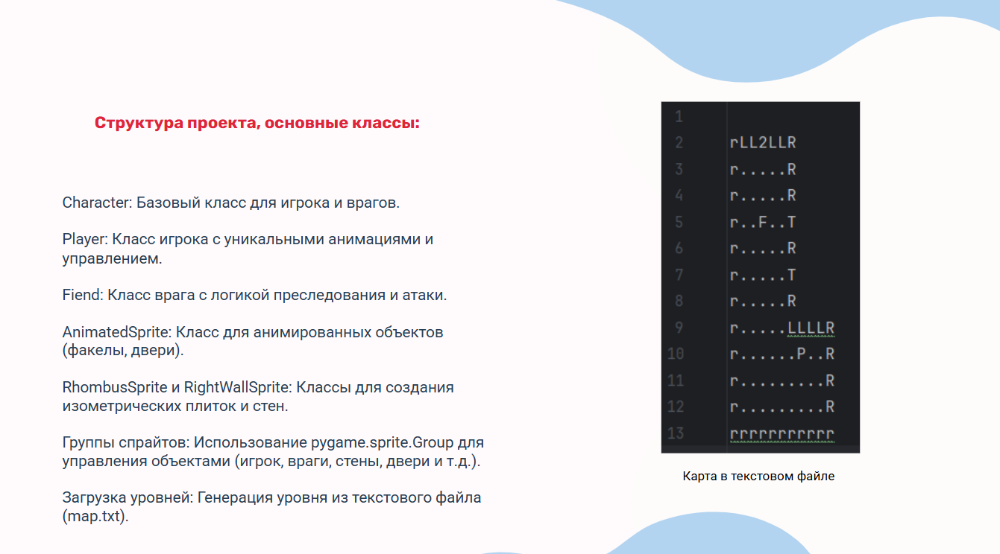 Структура проекта, основные классы:
Character: Базовый класс для игрока и врагов.
Player: Класс игрока с уникальными анимациями и
управлением.
Fiend: Класс врага с логикой преследования и атаки.
AnimatedSprite: Класс для анимированных объектов
(факелы, двери).
RhombusSprite и RightWallSprite: Классы для создания
изометрических плиток и стен.
Группы спрайтов: Использование pygame.sprite.Group для
управления объектами (игрок, враги, стены, двери и т.д.).
Загрузка уровней: Генерация уровня из текстового файла
(map.txt).
1
2 rLL2LLR
3 r.....R
4 r.....R
5 r..F..T
6 r.....R
7 r.....T
8 r.....R
9 r.....LLLLR
10 r......P..R
11 r.........R
12 r.........R
13 rrrrrrrrrrr
Карта в текстовом файле